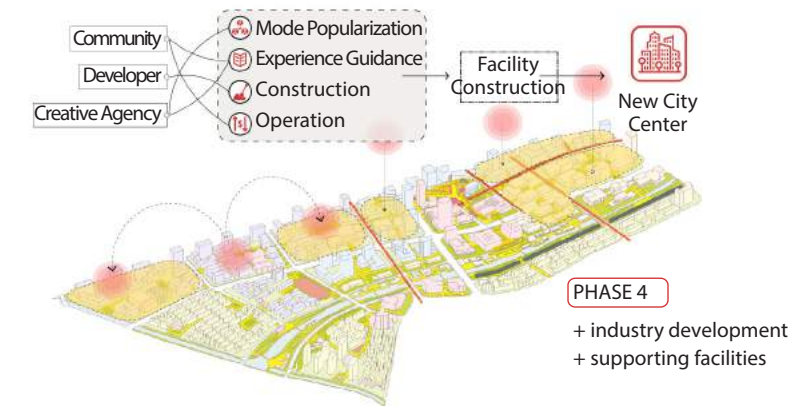 Community
Developer
Creative Agency
Mode Popularization
Experience Guidance
Construction
Operation
Facility
Construction
New City
Center
PHASE 4
+ industry development
+ supporting facilities